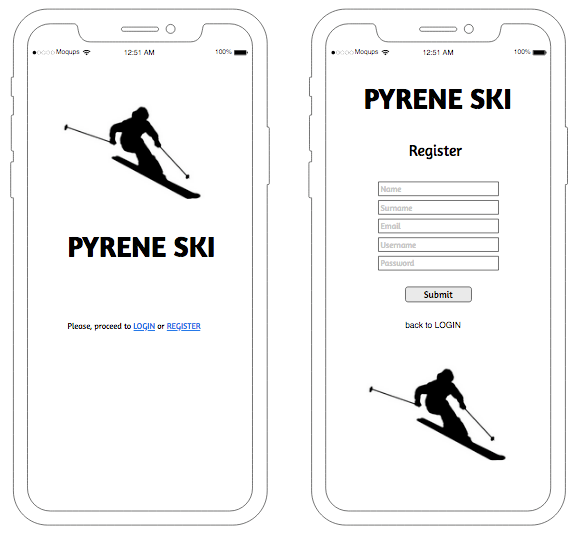 Moqups 12:51 AM 100%
PYRENE SKI
Please, proceed to LOGIN or REGISTER
Moqups 12:51 AM 100%
PYRENE SKI
Register
Name
Surname
Email
Username
Password
Submit
back to LOGIN